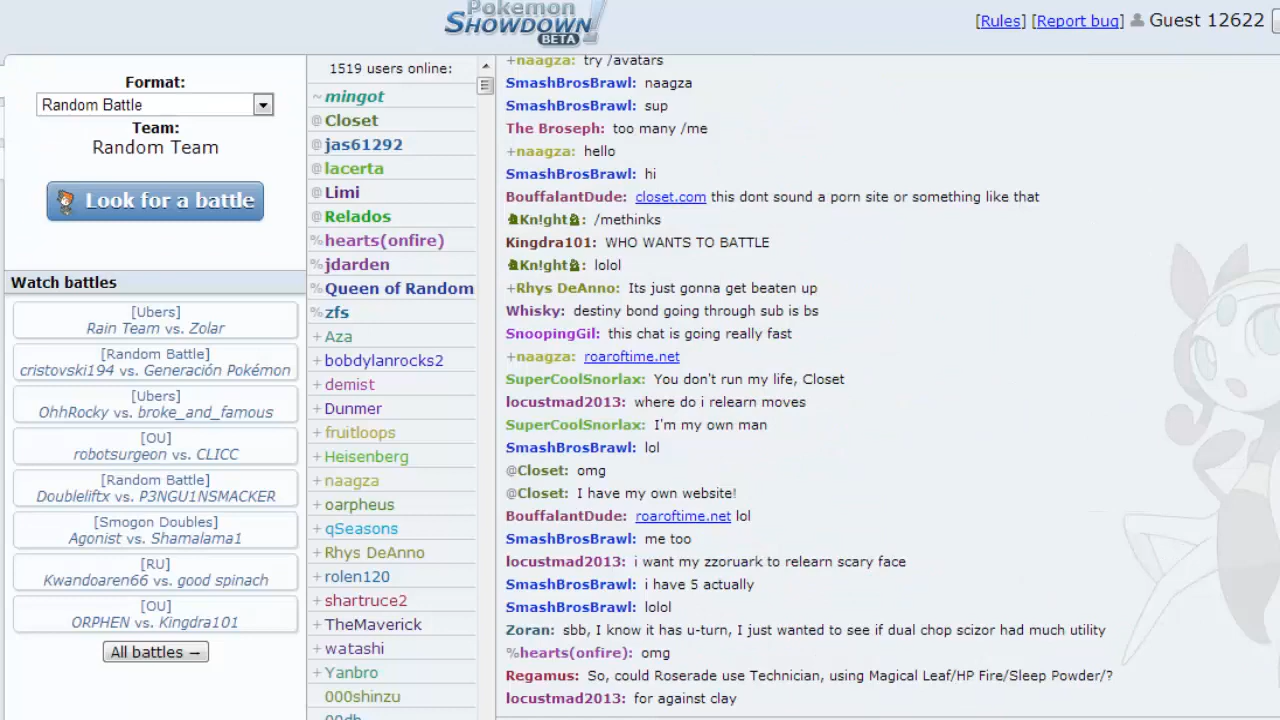 Pokemon
SHOWDOWN!
BETA
[Rules] [Report bug] Guest 12622
Format:
Random Battle
Team:
Random Team
Look for a battle
Watch battles
[Ubers]
Rain Team vs. Zolar
[Random Battle]
cristovski194 vs. Generación Pokémon
[Ubers]
OhhRocky vs. broke_and_famous
[OU]
robotsurgeon vs. CLICC
[Random Battle]
Doubleliftx vs. P3NGU1NSMACKER
[Smogon Doubles]
Agonist vs. Shamalama1
[RU]
Kwandoaren66 vs. good spinach
[OU]
ORPHEN vs. Kingdra101
All battles →
1519 users online:
~mingot
@Closet
@jas61292
@lacerta
@Limi
@Relados
%hearts(onfire)
%jdarden
%Queen of Random
%zfs
+Aza
+bobdylanrocks2
+demist
+Dunmer
+fruitloops
+Heisenberg
+naagza
+oarpheus
+qSeasons
+Rhys DeAnno
+rolen120
+shartruce2
+TheMaverick
+watashi
+Yanbro
000shinzu
+naagza: try /avatars
SmashBrosBrawl: naagza
SmashBrosBrawl: sup
The Broseph: too many /me
+naagza: hello
SmashBrosBrawl: hi
BouffalantDude: closet.com this dont sound a porn site or something like that
♞Kn!ght♞: /methinks
Kingdra101: WHO WANTS TO BATTLE
♞Kn!ght♞: lolol
+Rhys DeAnno: Its just gonna get beaten up
Whisky: destiny bond going through sub is bs
SnoopingGil: this chat is going really fast
+naagza: roaroftime.net
SuperCoolSnorlax: You don't run my life, Closet
locustmad2013: where do i relearn moves
SuperCoolSnorlax: I'm my own man
SmashBrosBrawl: lol
@Closet: omg
@Closet: I have my own website!
BouffalantDude: roaroftime.net lol
SmashBrosBrawl: me too
locustmad2013: i want my zzoruark to relearn scary face
SmashBrosBrawl: i have 5 actually
SmashBrosBrawl: lolol
Zoran: sbb, I know it has u-turn, I just wanted to see if dual chop scizor had much utility
%hearts(onfire): omg
Regamus: So, could Roserade use Technician, using Magical Leaf/HP Fire/Sleep Powder/?
locustmad2013: for against clay